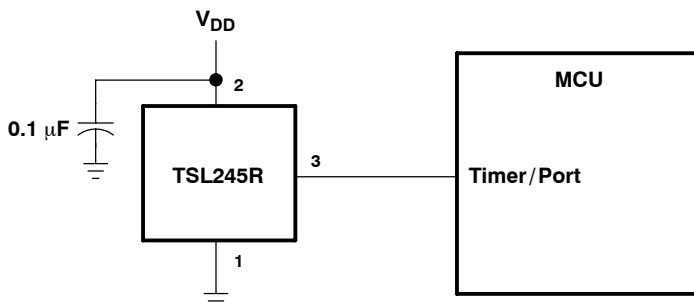 VDD
2
MCU
0.1 μF
TSL245R
3
Timer/Port
1